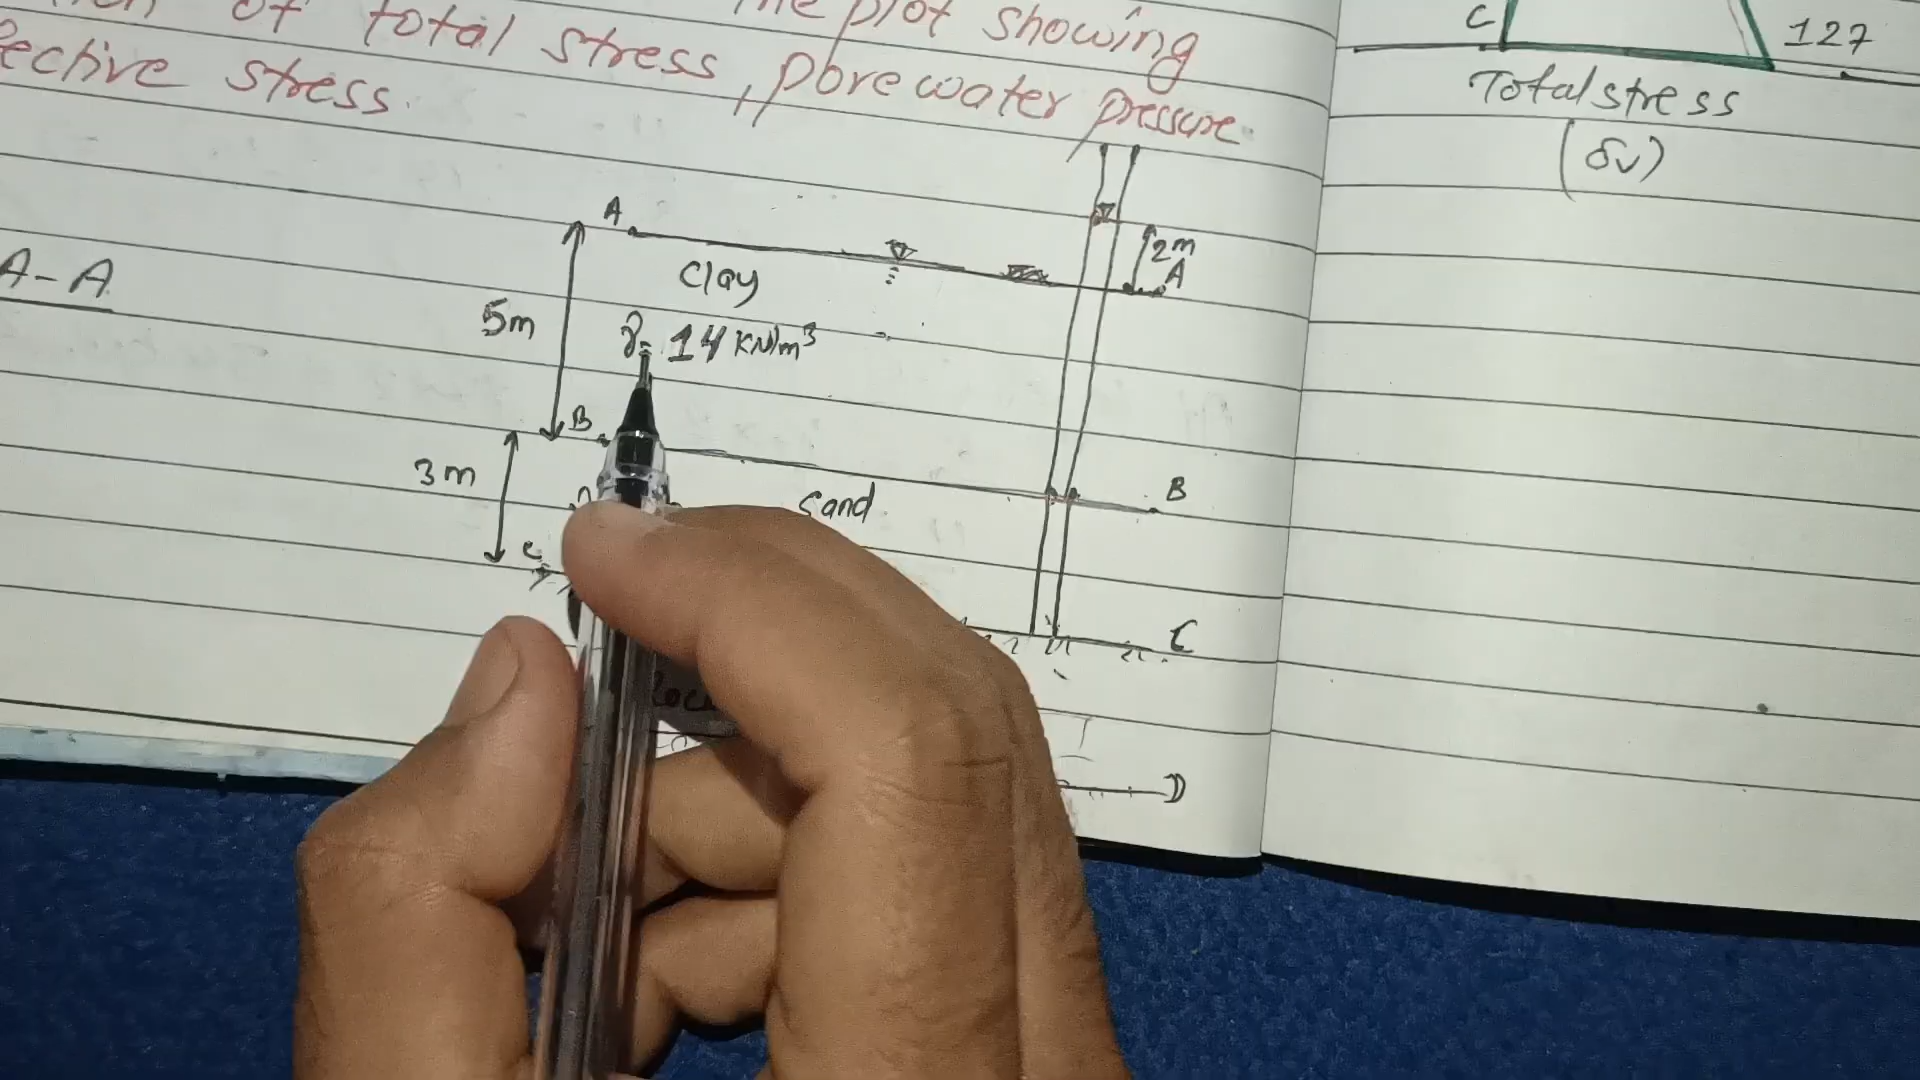 of total stress, The plot showing
pore water pressure
ective stress.
A-A
A
Clay
5m
γ = 14 KN/m³
2m
A
B
3m
Sand
B
C
C
D
C
127
Total stress
(σv)